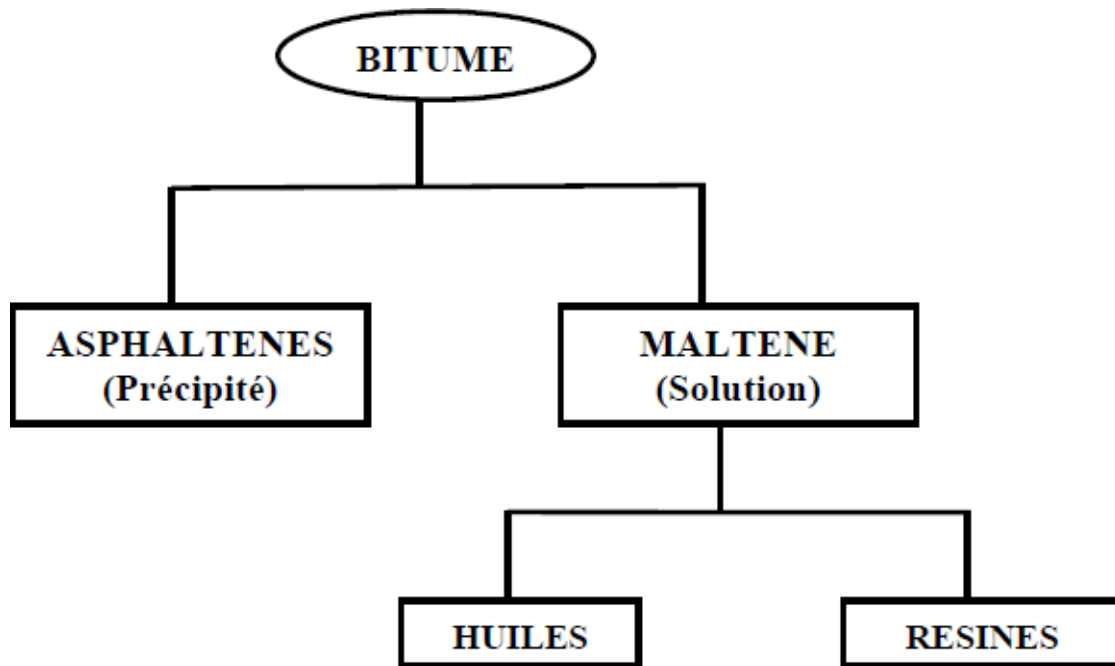 BITUME
ASPHALTENES
(Précipité)
MALTENE
(Solution)
HUILES
RESINES